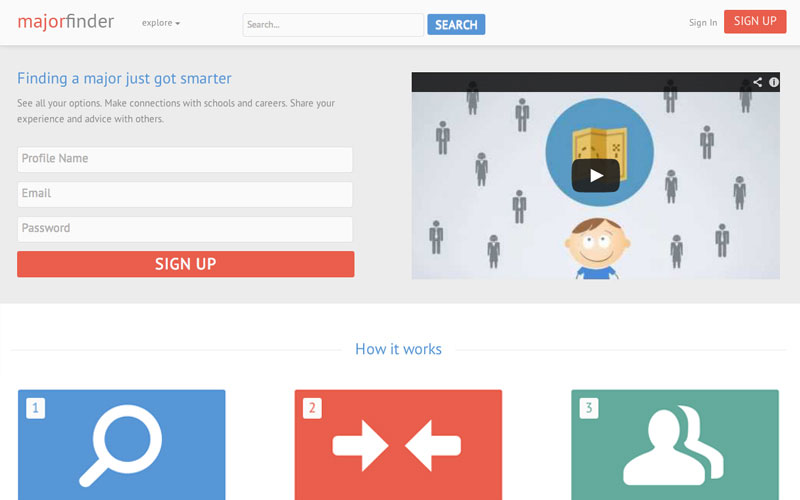 majorfinder
explore
Search...
SEARCH
Sign In
SIGN UP
Finding a major just got smarter
See all your options. Make connections with schools and careers. Share your
experience and advice with others.
Profile Name
Email
Password
SIGN UP
How it works
1
2
3